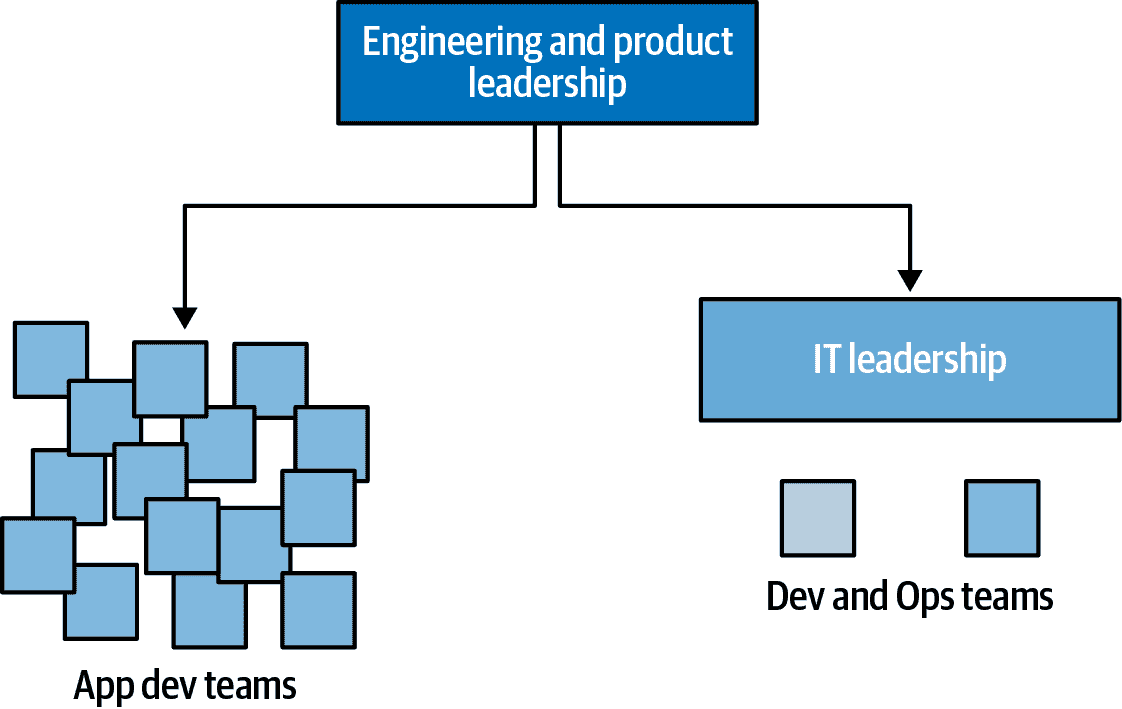 Engineering and product
leadership
IT leadership
Dev and Ops teams
App dev teams